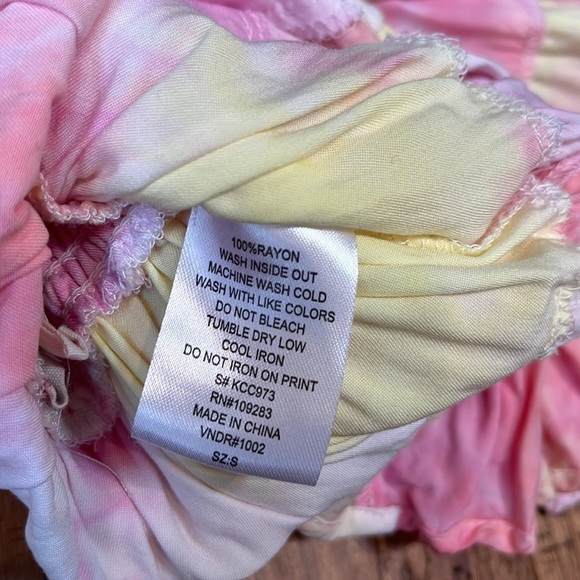 100%RAYON
WASH INSIDE OUT
MACHINE WASH COLD
WASH WITH LIKE COLORS
DO NOT BLEACH
TUMBLE DRY LOW
COOL IRON
DO NOT IRON ON PRINT
S# KCC973
RN#109283
MADE IN CHINA
VNDR#1002
SZ:S